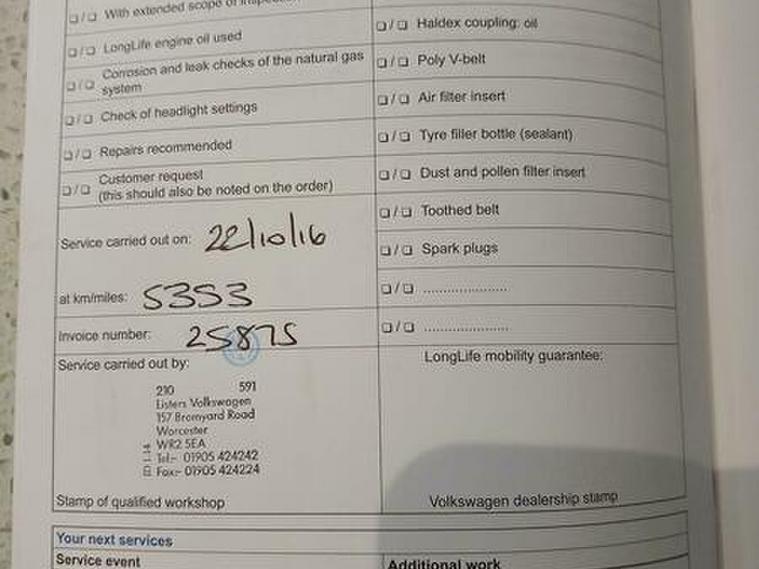 ❏/❏ With extended scope of
❏/❏ LongLife engine oil used
❏/❏ Corrosion and leak checks of the natural gas
system
❏/❏ Check of headlight settings
❏/❏ Repairs recommended
❏/❏ Customer request
(this should also be noted on the order)
Service carried out on: 22/10/16
at km/miles: 5353
Invoice number: 25875
Service carried out by:
210 591
Listers Volkswagen
157 Bromyard Road
Worcester
WR2 5EA
Tel:- 01905 424242
Fax:- 01905 424224
Stamp of qualified workshop
❏/❏ Haldex coupling: oil
❏/❏ Poly V-belt
❏/❏ Air filter insert
❏/❏ Tyre filler bottle (sealant)
❏/❏ Dust and pollen filter insert
❏/❏ Toothed belt
❏/❏ Spark plugs
❏/❏ .....................
❏/❏ .....................
LongLife mobility guarantee:
Volkswagen dealership stamp
Your next services
Service event
Additional work